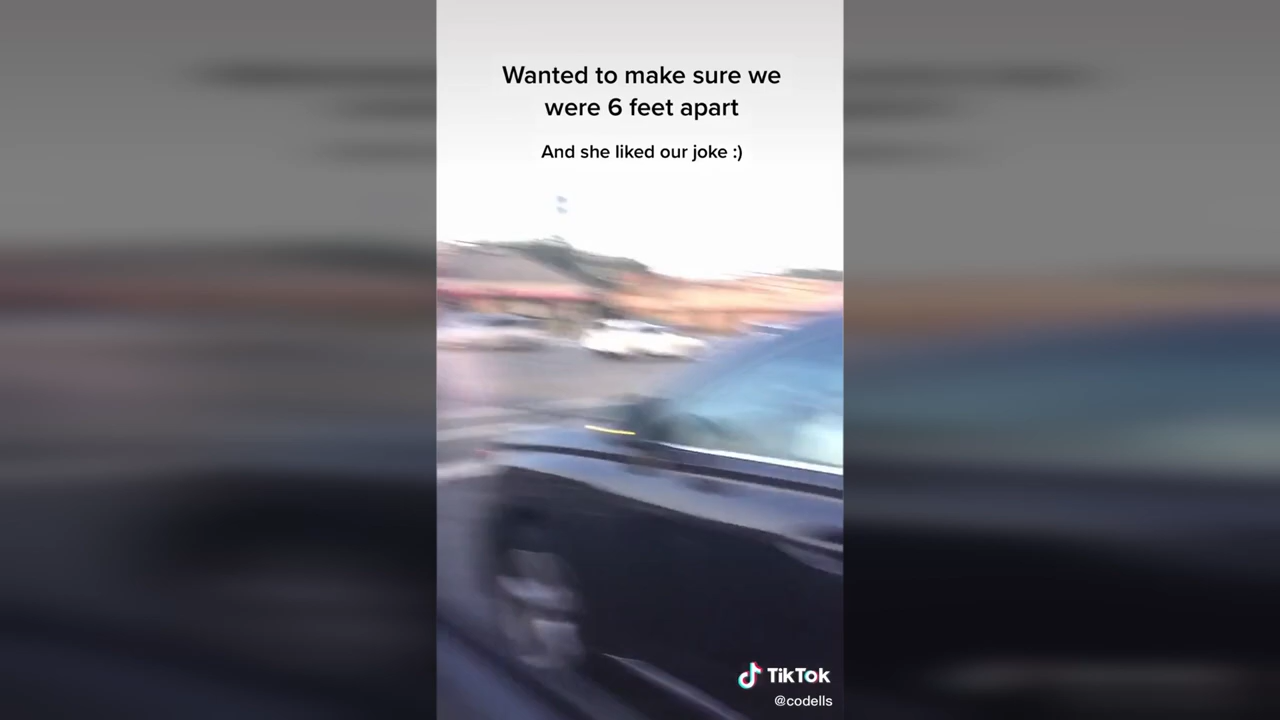 Wanted to make sure we
were 6 feet apart
And she liked our joke :)
TikTok
@codells